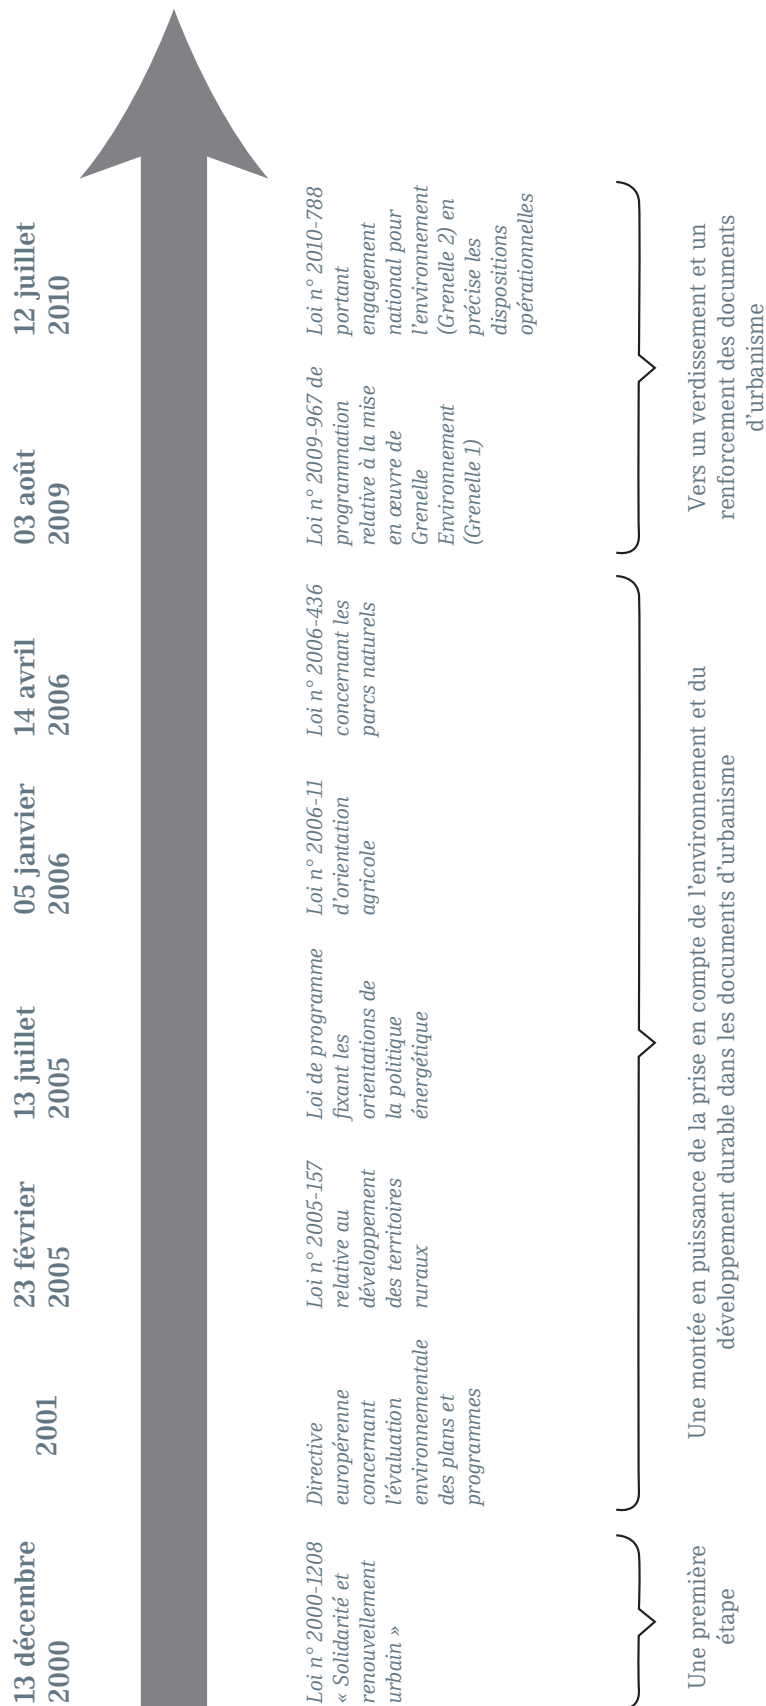 13 décembre
2000
2001
23 février
2005
13 juillet
2005
05 janvier
2006
14 avril
2006
03 août
2009
12 juillet
2010
Loi n° 2000-1208
« Solidarité et
renouvellement
urbain »
Directive
européenne
concernant
l'évaluation
environnementale
des plans et
programmes
Loi n° 2005-157
relative au
développement
des territoires
ruraux
Loi de programme
fixant les
orientations de
la politique
énergétique
Loi n° 2006-11
d'orientation
agricole
Loi n° 2006-436
concernant les
parcs naturels
Loi n° 2009-967 de
programmation
relative à la mise
en œuvre de
Grenelle
Environnement
(Grenelle 1)
Loi n° 2010-788
portant
engagement
national pour
l'environnement
(Grenelle 2) en
précise les
dispositions
opérationnelles
Une première
étape
Une montée en puissance de la prise en compte de l'environnement et du
développement durable dans les documents d'urbanisme
Vers un verdissement et un
renforcement des documents
d'urbanisme